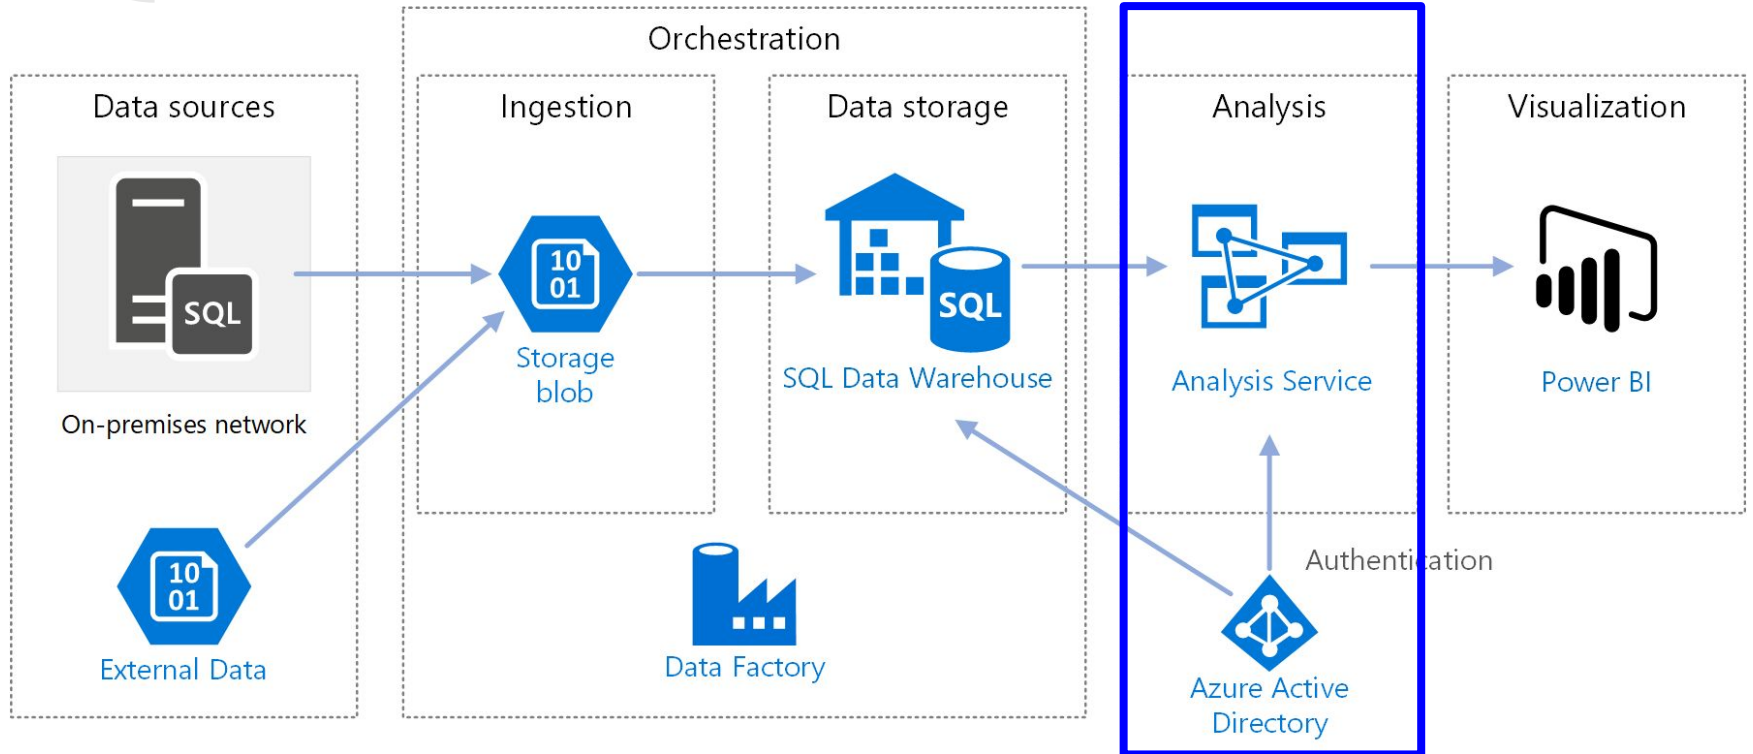 Orchestration
Data sources
Ingestion
Data storage
Analysis
Visualization
SQL
10
01
SQL
Storage
blob
SQL Data Warehouse
Analysis Service
Power BI
On-premises network
10
01
External Data
Data Factory
Authentication
Azure Active
Directory